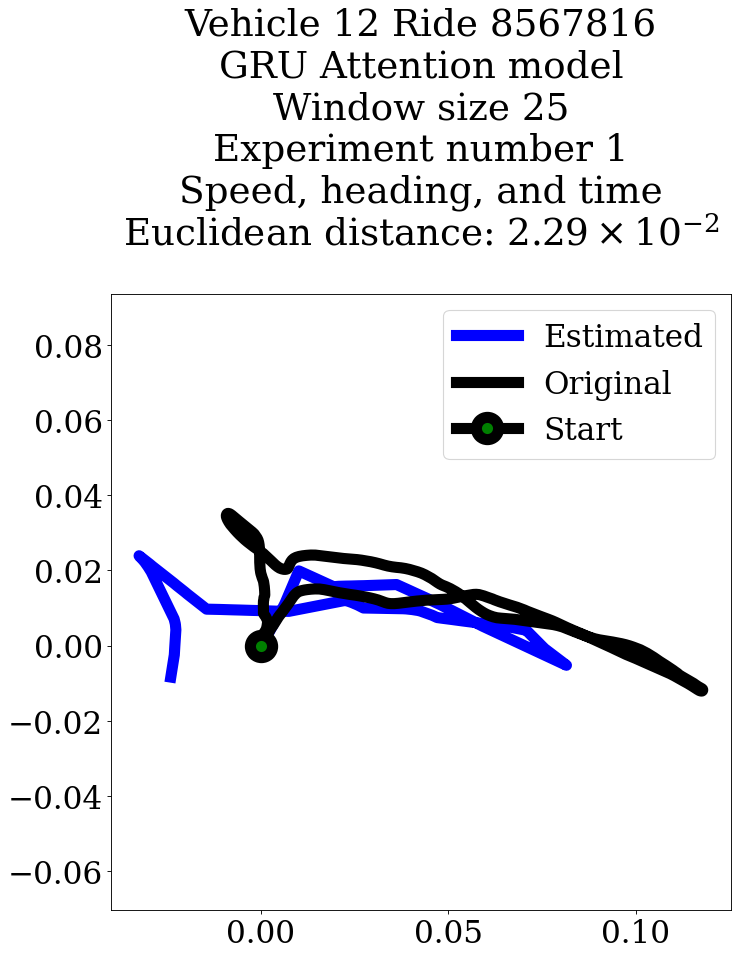 Vehicle 12 Ride 8567816
GRU Attention model
Window size 25
Experiment number 1
Speed, heading, and time
Euclidean distance: 2.29 × 10⁻²
Estimated
Original
Start
0.08
0.06
0.04
0.02
0.00
−0.02
−0.04
−0.06
0.00 0.05 0.10